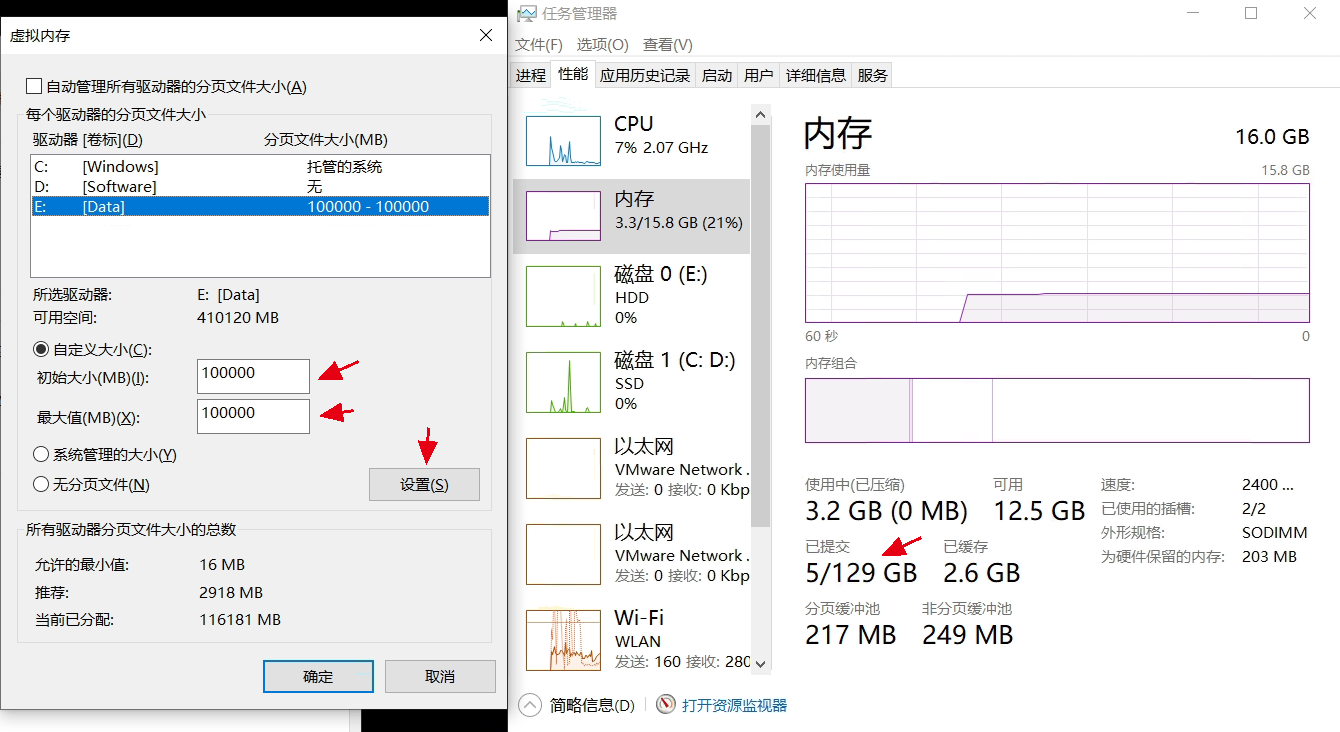 虚拟内存
自动管理所有驱动器的分页文件大小(A)
每个驱动器的分页文件大小
驱动器 [卷标](D) 分页文件大小(MB)
C: [Windows] 托管的系统
D: [Software] 无
E: [Data] 100000 - 100000
所选驱动器: E: [Data]
可用空间: 410120 MB
自定义大小(C):
初始大小(MB)(I): 100000
最大值(MB)(X): 100000
系统管理的大小(Y)
无分页文件(N)
设置(S)
所有驱动器分页文件大小的总数
允许的最小值: 16 MB
推荐: 2918 MB
当前已分配: 116181 MB
确定 取消
任务管理器
文件(F) 选项(O) 查看(V)
进程 性能 应用历史记录 启动 用户 详细信息 服务
CPU
7% 2.07 GHz
内存
3.3/15.8 GB (21%)
磁盘 0 (E:)
HDD
0%
磁盘 1 (C: D:)
SSD
0%
以太网
VMware Network .
发送: 0 接收: 0 Kbp
以太网
VMware Network .
发送: 0 接收: 0 Kbp
Wi-Fi
WLAN
发送: 160 接收: 280
内存 16.0 GB
内存使用量 15.8 GB
60 秒 0
内存组合
使用中(已压缩) 可用
3.2 GB (0 MB) 12.5 GB
已提交 已缓存
5/129 GB 2.6 GB
分页缓冲池 非分页缓冲池
217 MB 249 MB
速度: 2400 ...
已使用的插槽: 2/2
外形规格: SODIMM
为硬件保留的内存: 203 MB
简略信息(D) 打开资源监视器